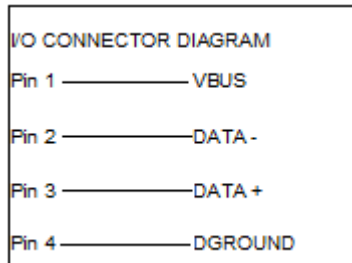 I/O CONNECTOR DIAGRAM
Pin 1 VBUS
Pin 2 DATA -
Pin 3 DATA +
Pin 4 DGROUND